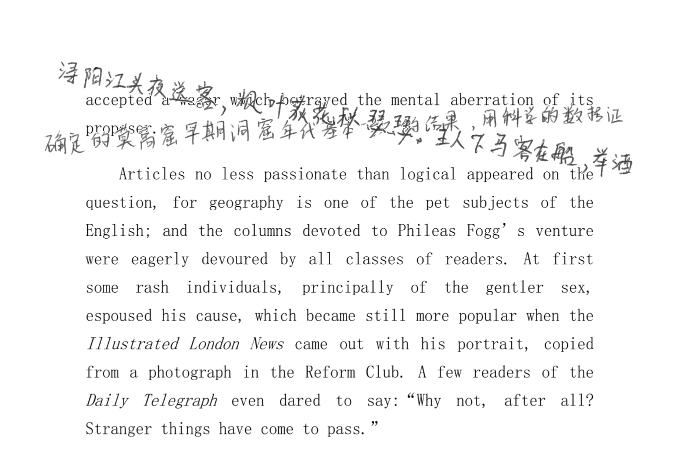 浔阳江头夜送客，枫叶荻花秋瑟瑟。主人下马客在船，举酒
accepted a wager which betrayed the mental aberration of its
proposer.
确定的莫高窟早期洞窟年代基本 的结果，用科学的数据证
Articles no less passionate than logical appeared on the
question, for geography is one of the pet subjects of the
English; and the columns devoted to Phileas Fogg's venture
were eagerly devoured by all classes of readers. At first
some rash individuals, principally of the gentler sex,
espoused his cause, which became still more popular when the
Illustrated London News came out with his portrait, copied
from a photograph in the Reform Club. A few readers of the
Daily Telegraph even dared to say:“Why not, after all?
Stranger things have come to pass.”